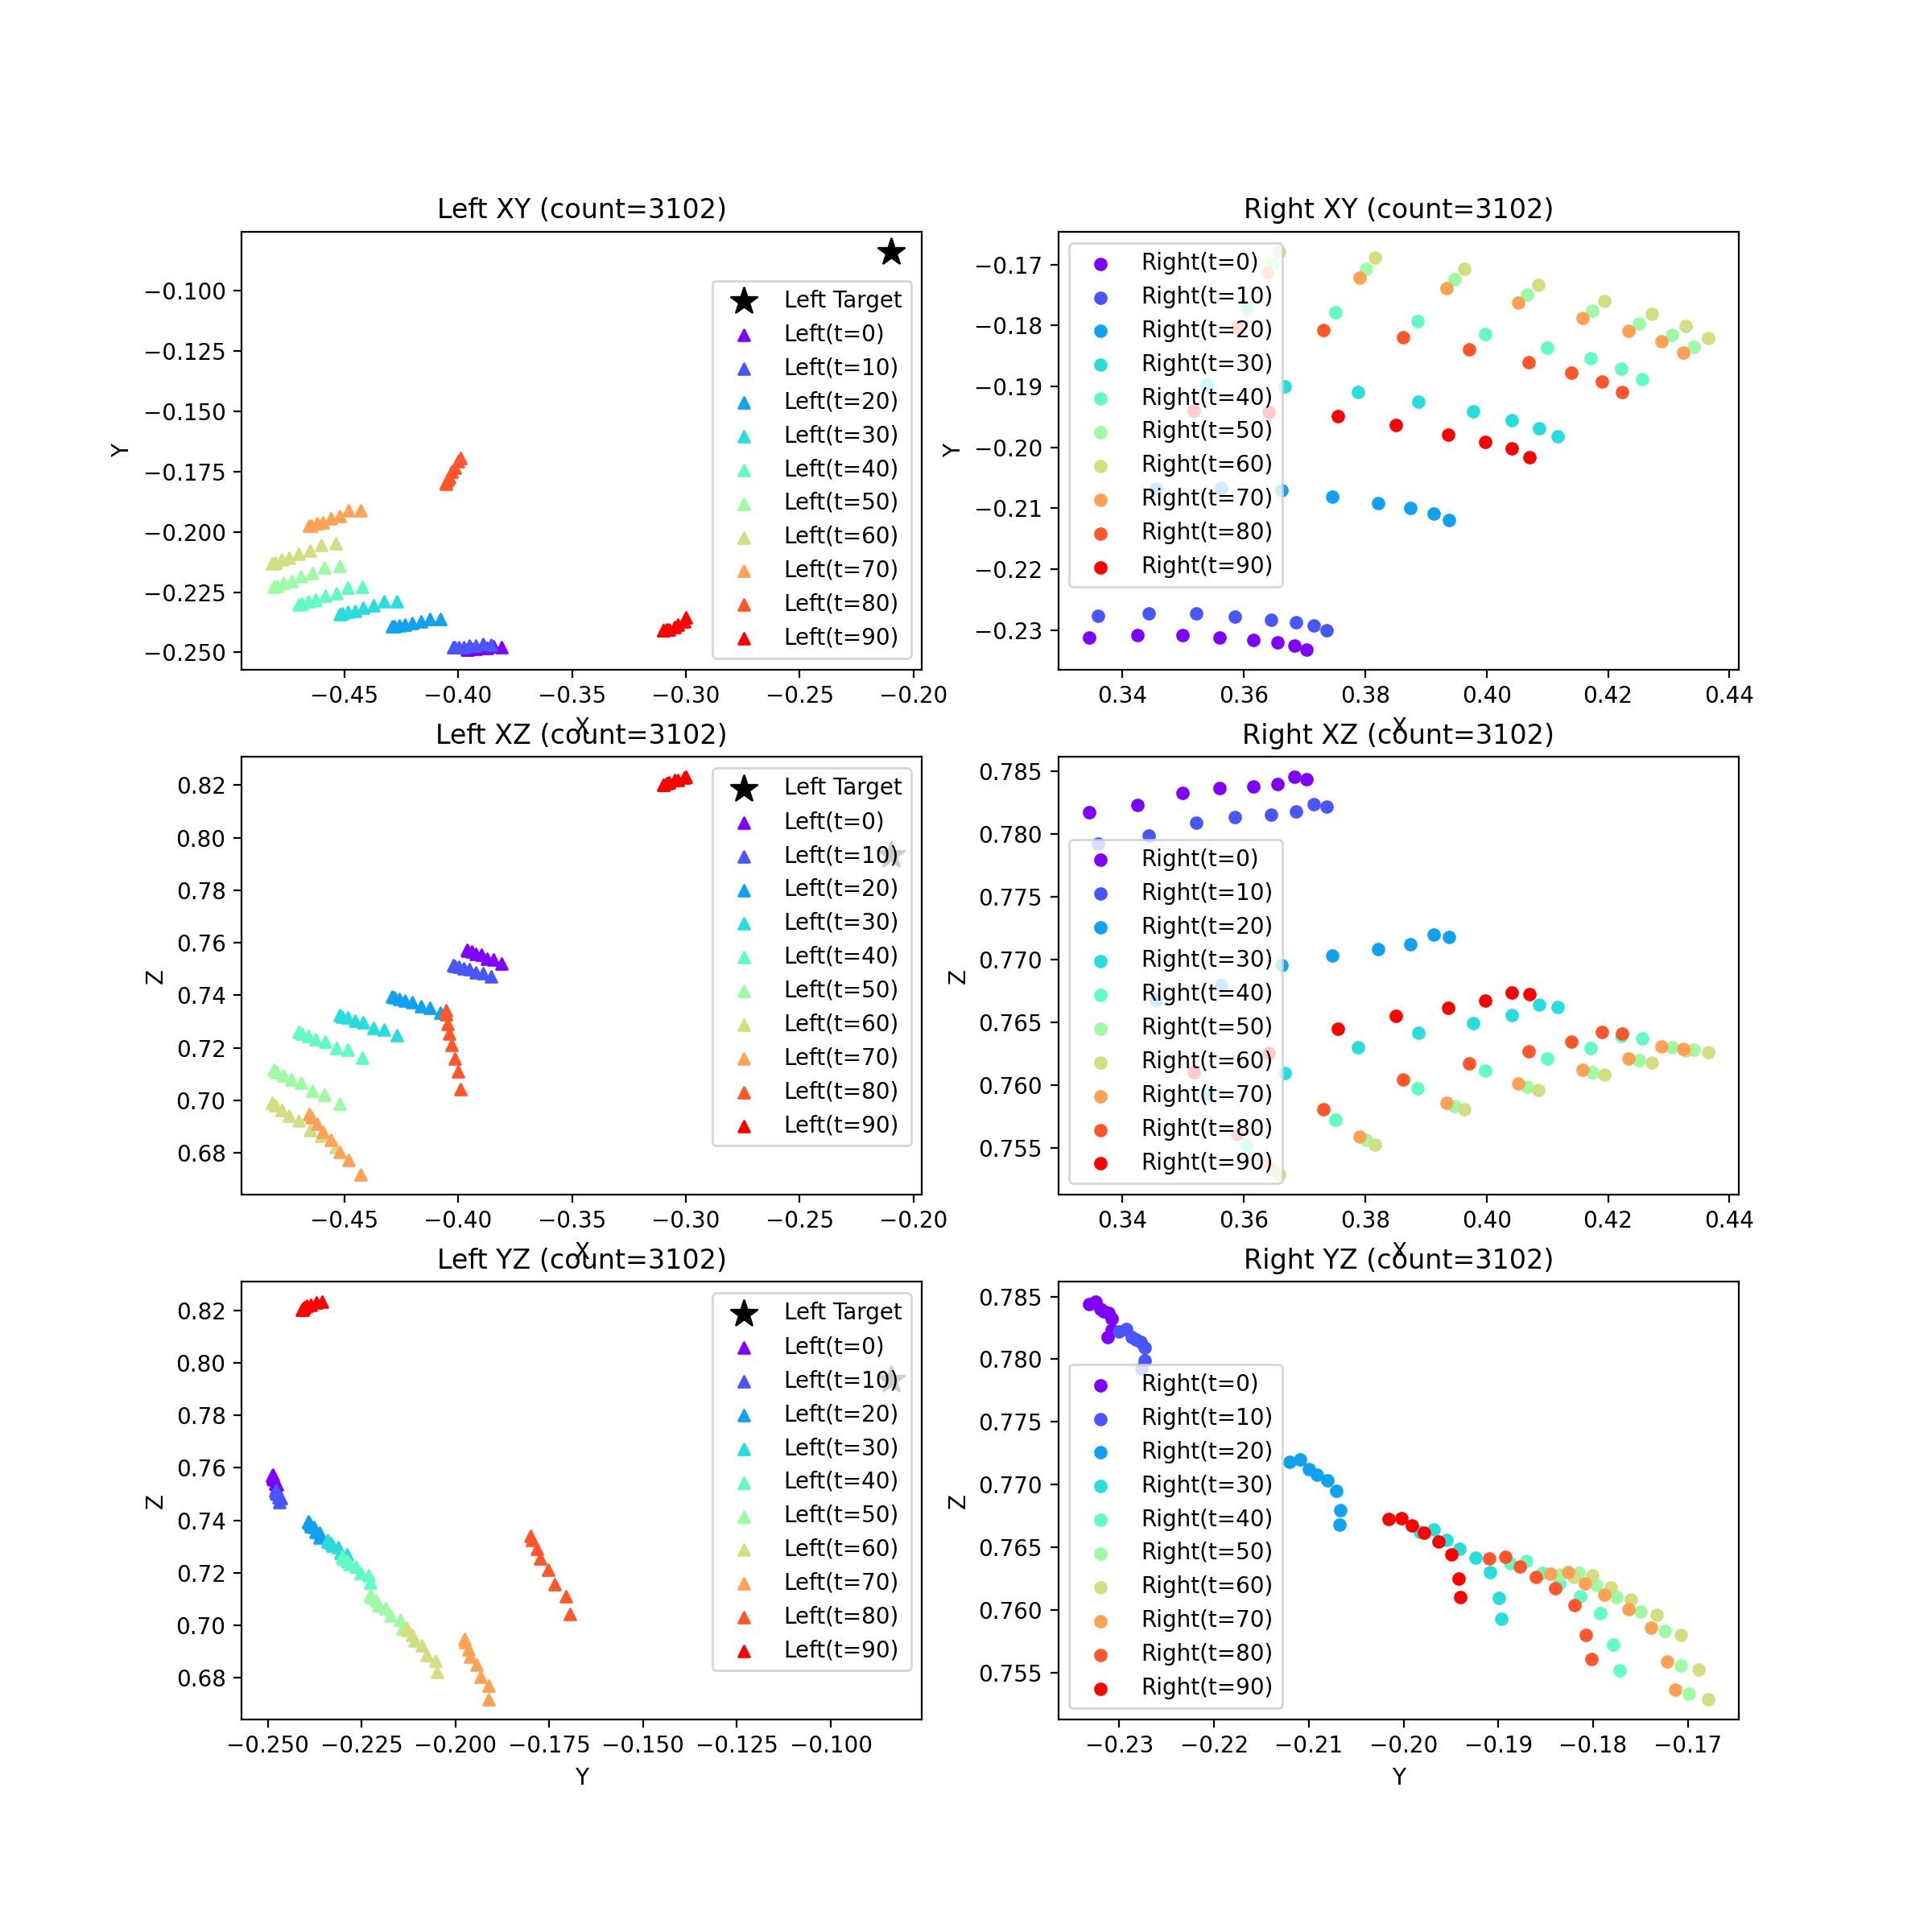 Left XY (count=3102)
Y
−0.100
−0.125
−0.150
−0.175
−0.200
−0.225
−0.250
Left Target
Left(t=0)
Left(t=10)
Left(t=20)
Left(t=30)
Left(t=40)
Left(t=50)
Left(t=60)
Left(t=70)
Left(t=80)
Left(t=90)
−0.45 −0.40 −0.35 −0.30 −0.25 −0.20
X
Right XY (count=3102)
Y
−0.17
−0.18
−0.19
−0.20
−0.21
−0.22
−0.23
Right(t=0)
Right(t=10)
Right(t=20)
Right(t=30)
Right(t=40)
Right(t=50)
Right(t=60)
Right(t=70)
Right(t=80)
Right(t=90)
0.34 0.36 0.38 0.40 0.42 0.44
X
Left XZ (count=3102)
Z
0.82
0.80
0.78
0.76
0.74
0.72
0.70
0.68
Left Target
Left(t=0)
Left(t=10)
Left(t=20)
Left(t=30)
Left(t=40)
Left(t=50)
Left(t=60)
Left(t=70)
Left(t=80)
Left(t=90)
−0.45 −0.40 −0.35 −0.30 −0.25 −0.20
X
Right XZ (count=3102)
Z
0.785
0.780
0.775
0.770
0.765
0.760
0.755
Right(t=0)
Right(t=10)
Right(t=20)
Right(t=30)
Right(t=40)
Right(t=50)
Right(t=60)
Right(t=70)
Right(t=80)
Right(t=90)
0.34 0.36 0.38 0.40 0.42 0.44
X
Left YZ (count=3102)
Z
0.82
0.80
0.78
0.76
0.74
0.72
0.70
0.68
Left Target
Left(t=0)
Left(t=10)
Left(t=20)
Left(t=30)
Left(t=40)
Left(t=50)
Left(t=60)
Left(t=70)
Left(t=80)
Left(t=90)
−0.250 −0.225 −0.200 −0.175 −0.150 −0.125 −0.100
Y
Right YZ (count=3102)
Z
0.785
0.780
0.775
0.770
0.765
0.760
0.755
Right(t=0)
Right(t=10)
Right(t=20)
Right(t=30)
Right(t=40)
Right(t=50)
Right(t=60)
Right(t=70)
Right(t=80)
Right(t=90)
−0.23 −0.22 −0.21 −0.20 −0.19 −0.18 −0.17
Y